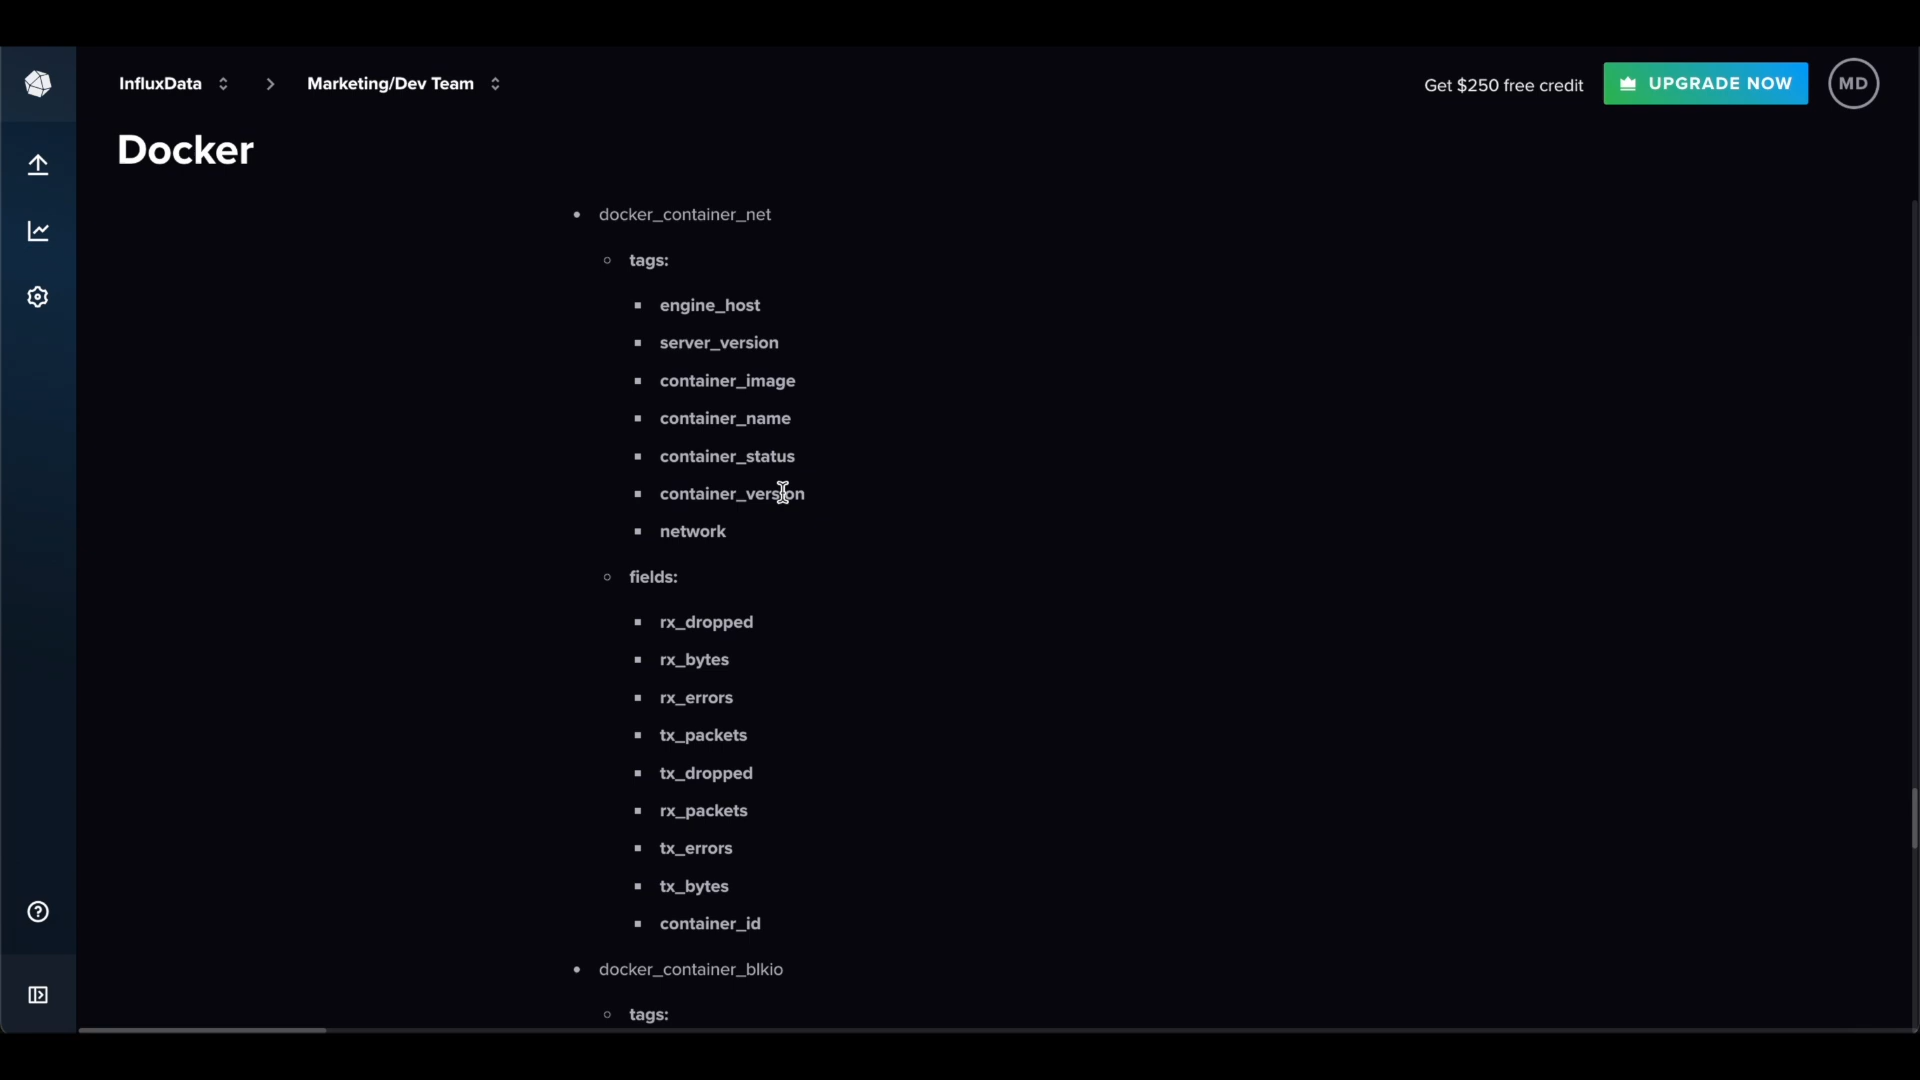 InfluxData
Marketing/Dev Team
Get $250 free credit
UPGRADE NOW
MD
Docker
docker_container_net
tags:
engine_host
server_version
container_image
container_name
container_status
container_version
network
fields:
rx_dropped
rx_bytes
rx_errors
tx_packets
tx_dropped
rx_packets
tx_errors
tx_bytes
container_id
docker_container_blkio
tags: